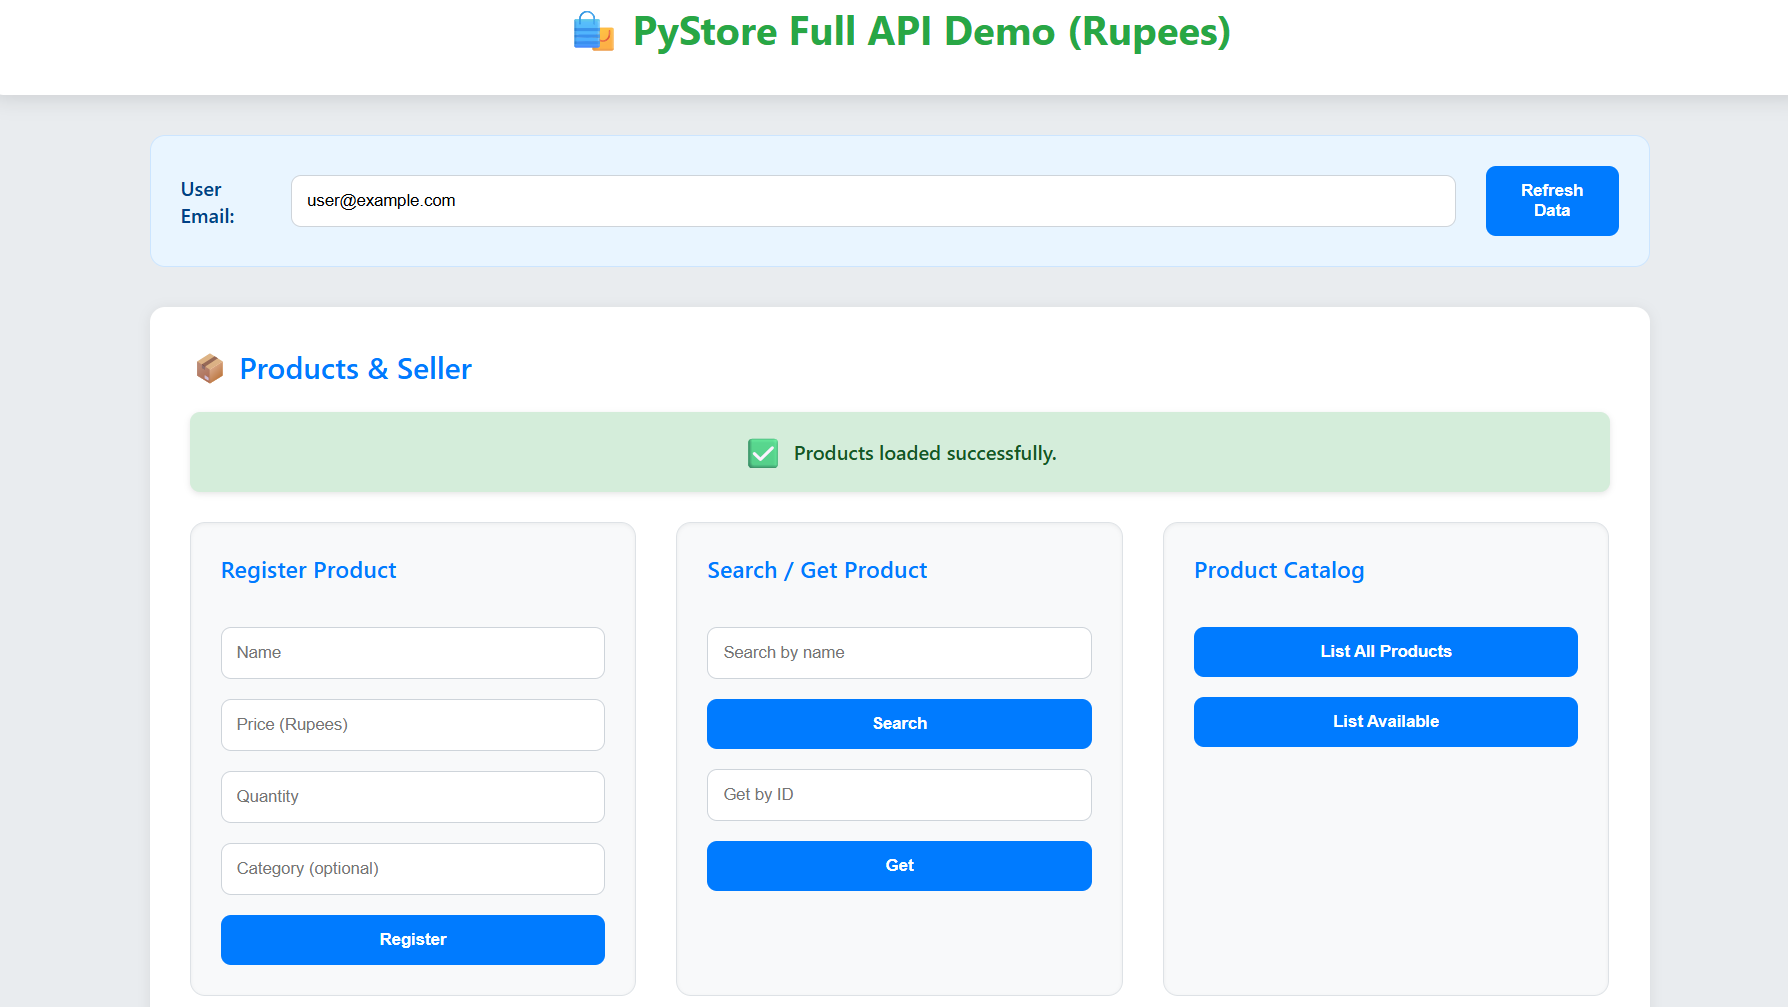 PyStore Full API Demo (Rupees)
User
Email:
user@example.com
Refresh
Data
Products & Seller
Products loaded successfully.
Register Product
Name
Price (Rupees)
Quantity
Category (optional)
Register
Search / Get Product
Search by name
Search
Get by ID
Get
Product Catalog
List All Products
List Available